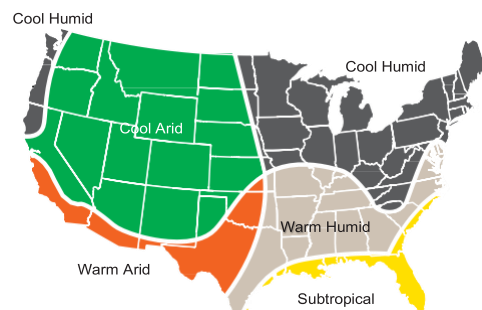 Cool Humid
Cool Humid
Cool Arid
Warm Humid
Warm Arid
Subtropical